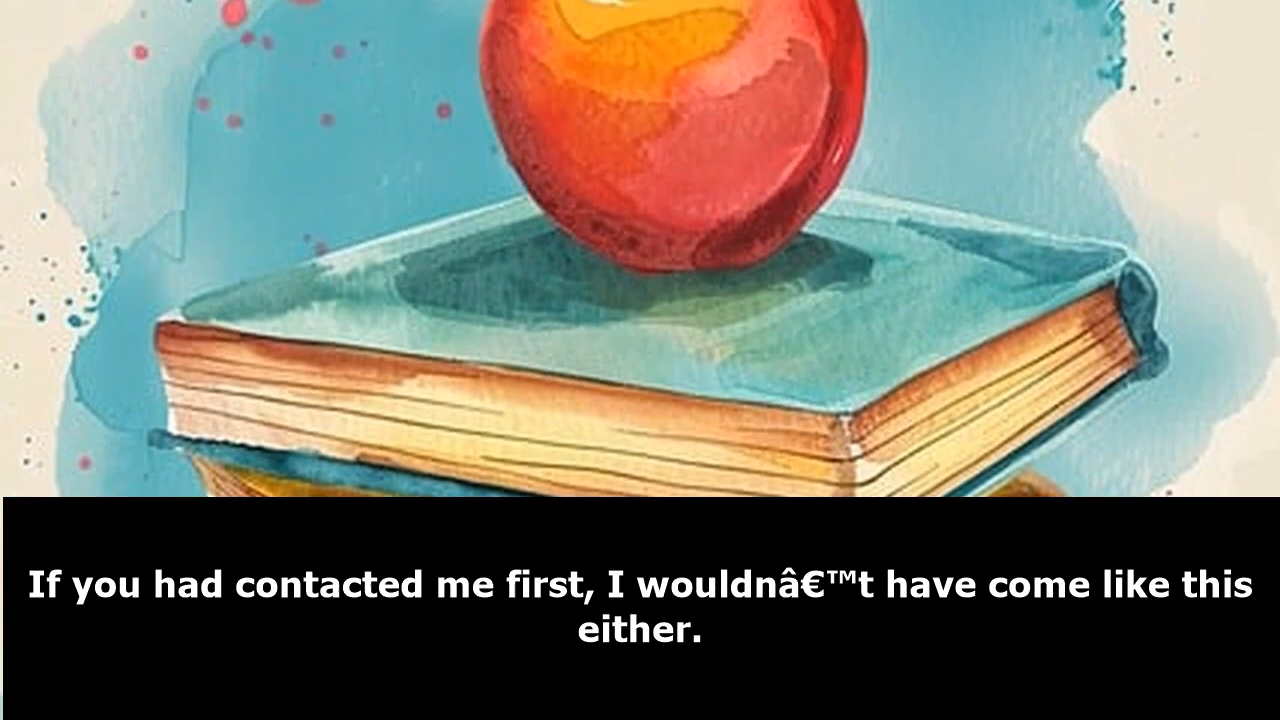 If you had contacted me first, I wouldnâ€™t have come like this
either.